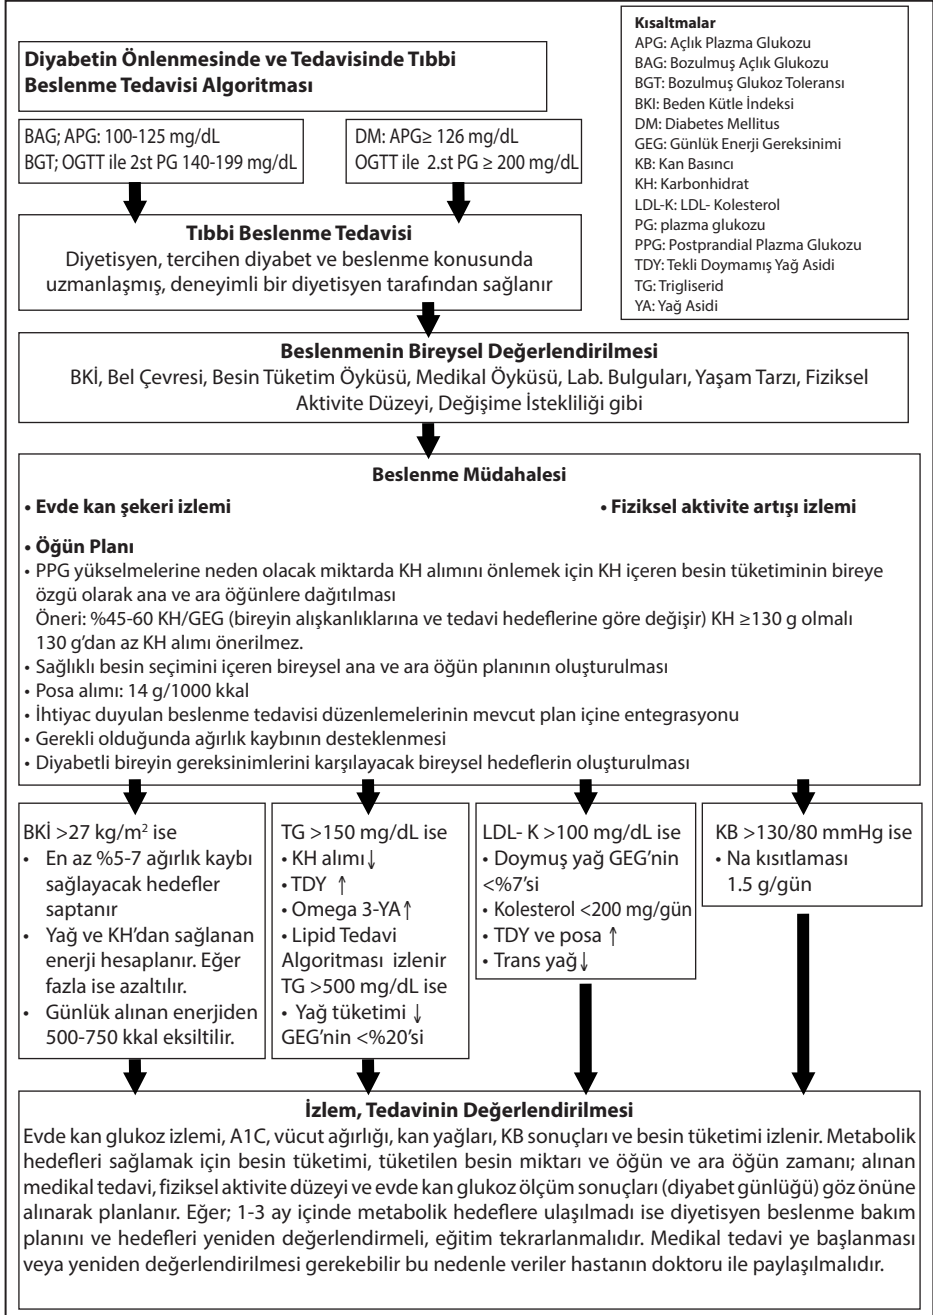 Diyabetin Önlenmesinde ve Tedavisinde Tıbbi
Beslenme Tedavisi Algoritması
Kısaltmalar
APG: Açlık Plazma Glukozu
BAG: Bozulmuş Açlık Glukozu
BGT: Bozulmuş Glukoz Toleransı
BKI: Beden Kütle İndeksi
DM: Diabetes Mellitus
GEG: Günlük Enerji Gereksinimi
KB: Kan Basıncı
KH: Karbonhidrat
LDL-K: LDL- Kolesterol
PG: plazma glukozu
PPG: Postprandial Plazma Glukozu
TDY: Tekli Doymamış Yağ Asidi
TG: Trigliserid
YA: Yağ Asidi
BAG; APG: 100-125 mg/dL
BGT; OGTT ile 2st PG 140-199 mg/dL
DM: APG≥ 126 mg/dL
OGTT ile 2.st PG ≥ 200 mg/dL
Tıbbi Beslenme Tedavisi
Diyetisyen, tercihen diyabet ve beslenme konusunda
uzmanlaşmış, deneyimli bir diyetisyen tarafından sağlanır
Beslenmenin Bireysel Değerlendirilmesi
BKİ, Bel Çevresi, Besin Tüketim Öyküsü, Medikal Öyküsü, Lab. Bulguları, Yaşam Tarzı, Fiziksel
Aktivite Düzeyi, Değişime İstekliliği gibi
Beslenme Müdahalesi
• Evde kan şekeri izlemi
• Fiziksel aktivite artışı izlemi
• Öğün Planı
• PPG yükselmelerine neden olacak miktarda KH alımını önlemek için KH içeren besin tüketiminin bireye
özgü olarak ana ve ara öğünlere dağıtılması
Öneri: %45-60 KH/GEG (bireyin alışkanlıklarına ve tedavi hedeflerine göre değişir) KH ≥130 g olmalı
130 g'dan az KH alımı önerilmez.
• Sağlıklı besin seçimini içeren bireysel ana ve ara öğün planının oluşturulması
• Posa alımı: 14 g/1000 kkal
• İhtiyac duyulan beslenme tedavisi düzenlemelerinin mevcut plan içine entegrasyonu
• Gerekli olduğunda ağırlık kaybının desteklenmesi
• Diyabetli bireyin gereksinimlerini karşılayacak bireysel hedeflerin oluşturulması
BKİ >27 kg/m² ise
• En az %5-7 ağırlık kaybı
sağlayacak hedefler
saptanır
• Yağ ve KH'dan sağlanan
enerji hesaplanır. Eğer
fazla ise azaltılır.
• Günlük alınan enerjiden
500-750 kkal eksiltilir.
TG >150 mg/dL ise
• KH alımı↓
• TDY ↑
• Omega 3-YA↑
• Lipid Tedavi
Algoritması izlenir
TG >500 mg/dL ise
• Yağ tüketimi ↓
GEG'nin <%20'si
LDL- K >100 mg/dL ise
• Doymuş yağ GEG'nin
<%7'si
• Kolesterol <200 mg/gün
• TDY ve posa ↑
• Trans yağ↓
KB >130/80 mmHg ise
• Na kısıtlaması
1.5 g/gün
İzlem, Tedavinin Değerlendirilmesi
Evde kan glukoz izlemi, A1C, vücut ağırlığı, kan yağları, KB sonuçları ve besin tüketimi izlenir. Metabolik
hedefleri sağlamak için besin tüketimi, tüketilen besin miktarı ve öğün ve ara öğün zamanı; alınan
medikal tedavi, fiziksel aktivite düzeyi ve evde kan glukoz ölçüm sonuçları (diyabet günlüğü) göz önüne
alınarak planlanır. Eğer; 1-3 ay içinde metabolik hedeflere ulaşılmadı ise diyetisyen beslenme bakım
planını ve hedefleri yeniden değerlendirmeli, eğitim tekrarlanmalıdır. Medikal tedavi ye başlanması
veya yeniden değerlendirilmesi gerekebilir bu nedenle veriler hastanın doktoru ile paylaşılmalıdır.